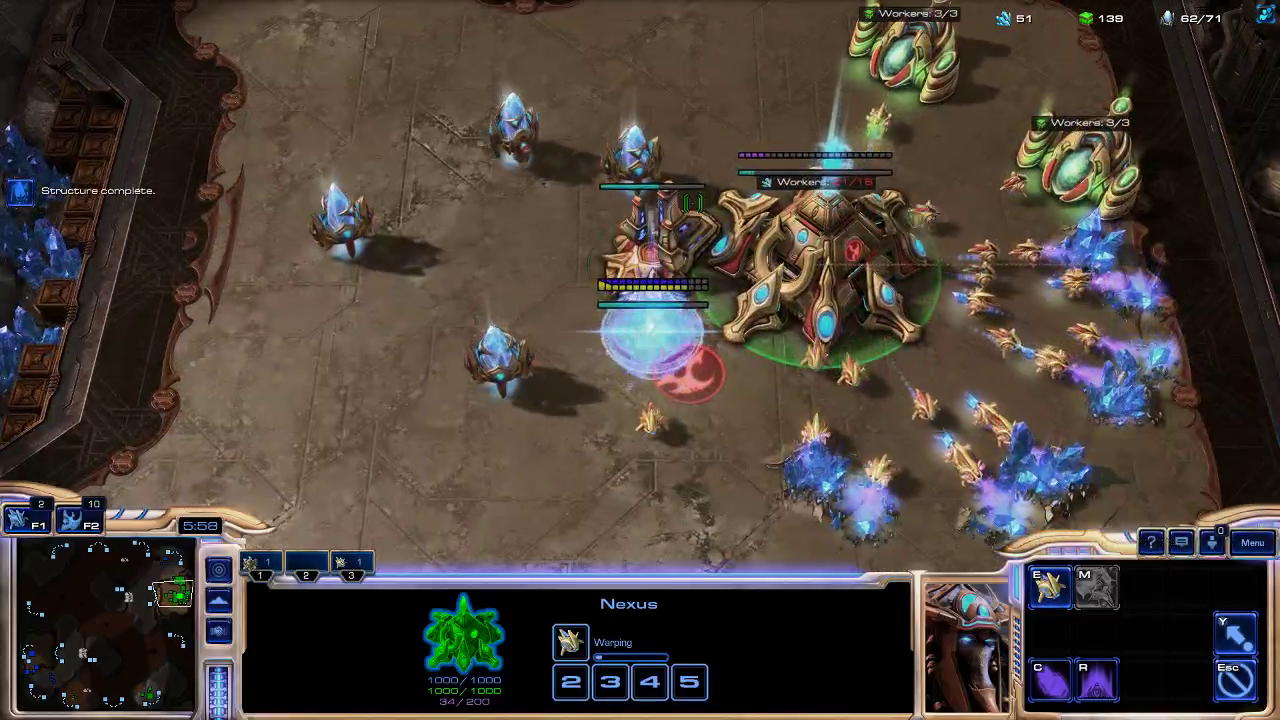 Workers: 3/3
51 139 62/71
Workers: 3/3
Structure complete.
Workers: 21/16
2 10
F1 F2
5:58
0
? Menu
1 1
1 2 3
Nexus
E M
Warping
Y
2 3 4 5
C R Esc
1000/1000
1000/1000
34/200